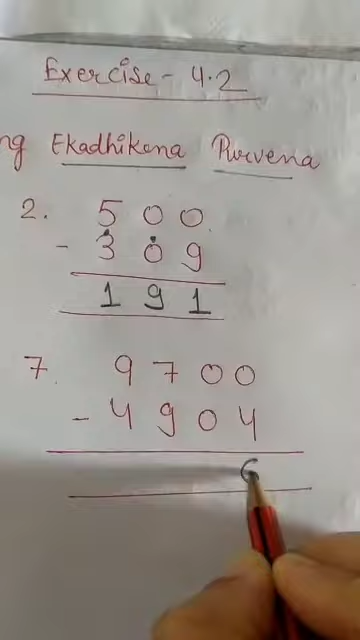 Exercise - 4.2
ng Ekadhikena Purvena
2. 5 0 0
- 3 0 9
1 9 1
7. 9 7 0 0
- 4 9 0 4
6